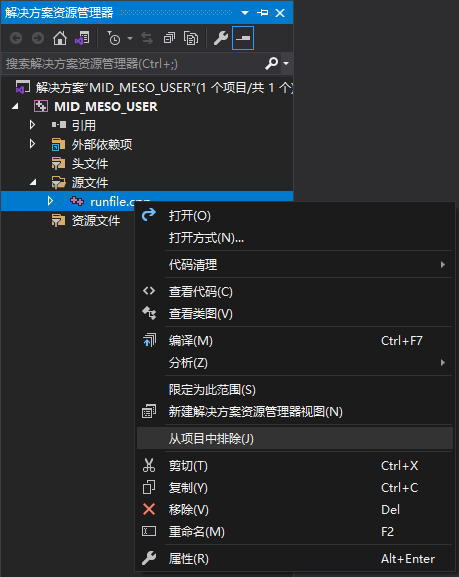 解决方案资源管理器
搜索解决方案资源管理器(Ctrl+;)
解决方案"MID_MESO_USER"(1 个项目/共 1 个)
MID_MESO_USER
引用
外部依赖项
头文件
源文件
runfile.cpp
资源文件
打开(O)
打开方式(N)...
代码清理
查看代码(C)
查看类图(V)
编译(M) Ctrl+F7
分析(Z)
限定为此范围(S)
新建解决方案资源管理器视图(N)
从项目中排除(J)
剪切(T) Ctrl+X
复制(Y) Ctrl+C
移除(V) Del
重命名(M) F2
属性(R) Alt+Enter